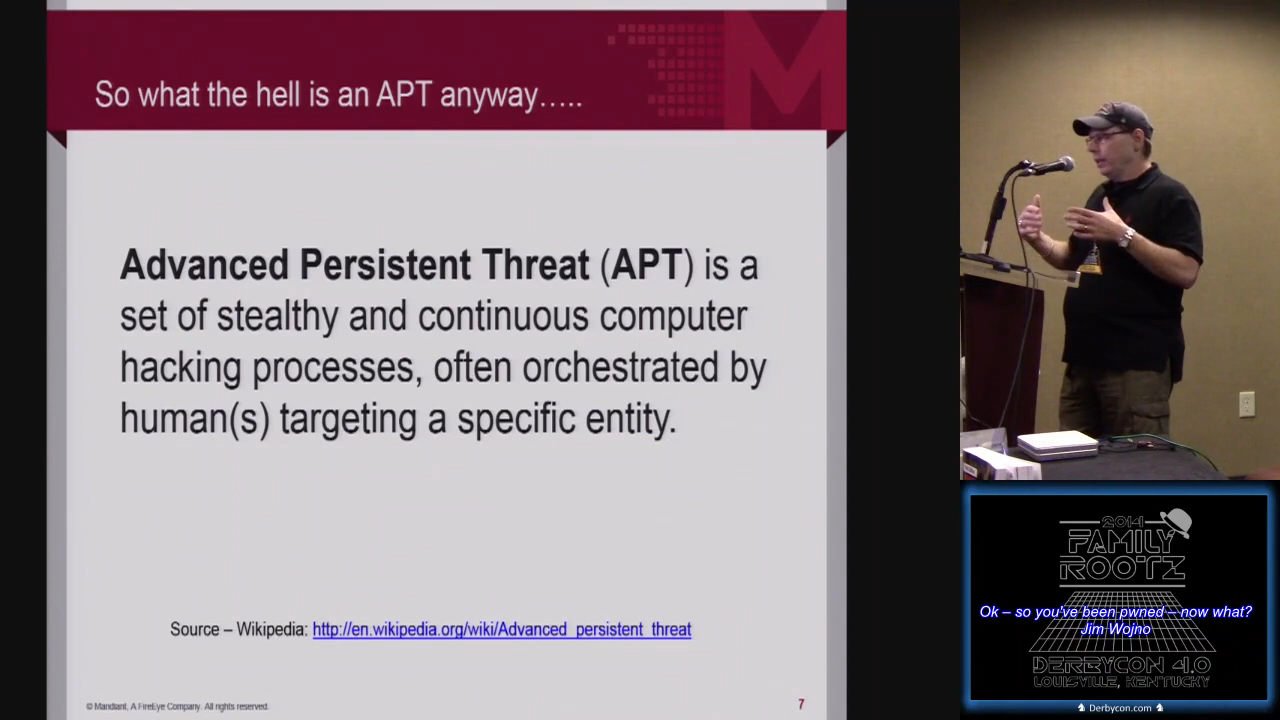 So what the hell is an APT anyway…..
Advanced Persistent Threat (APT) is a
set of stealthy and continuous computer
hacking processes, often orchestrated by
human(s) targeting a specific entity.
Source – Wikipedia: http://en.wikipedia.org/wiki/Advanced_persistent_threat
© Mandiant, A FireEye Company. All rights reserved.
7
2014
FAMILY
ROOTZ
Ok – so you've been pwned – now what?
Jim Wojno
DERBYCON 4.0
LOUISVILLE, KENTUCKY
Derbycon.com